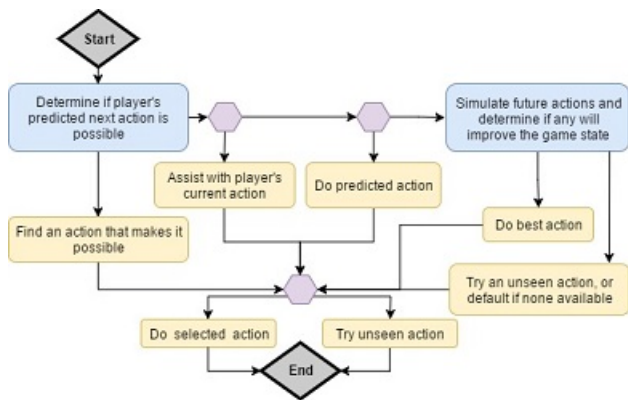 Start
Determine if player's
predicted next action is
possible
Simulate future actions and
determine if any will
improve the game state
Assist with player's
current action
Do predicted action
Find an action that makes it
possible
Do best action
Try an unseen action, or
default if none available
Do selected action
Try unseen action
End